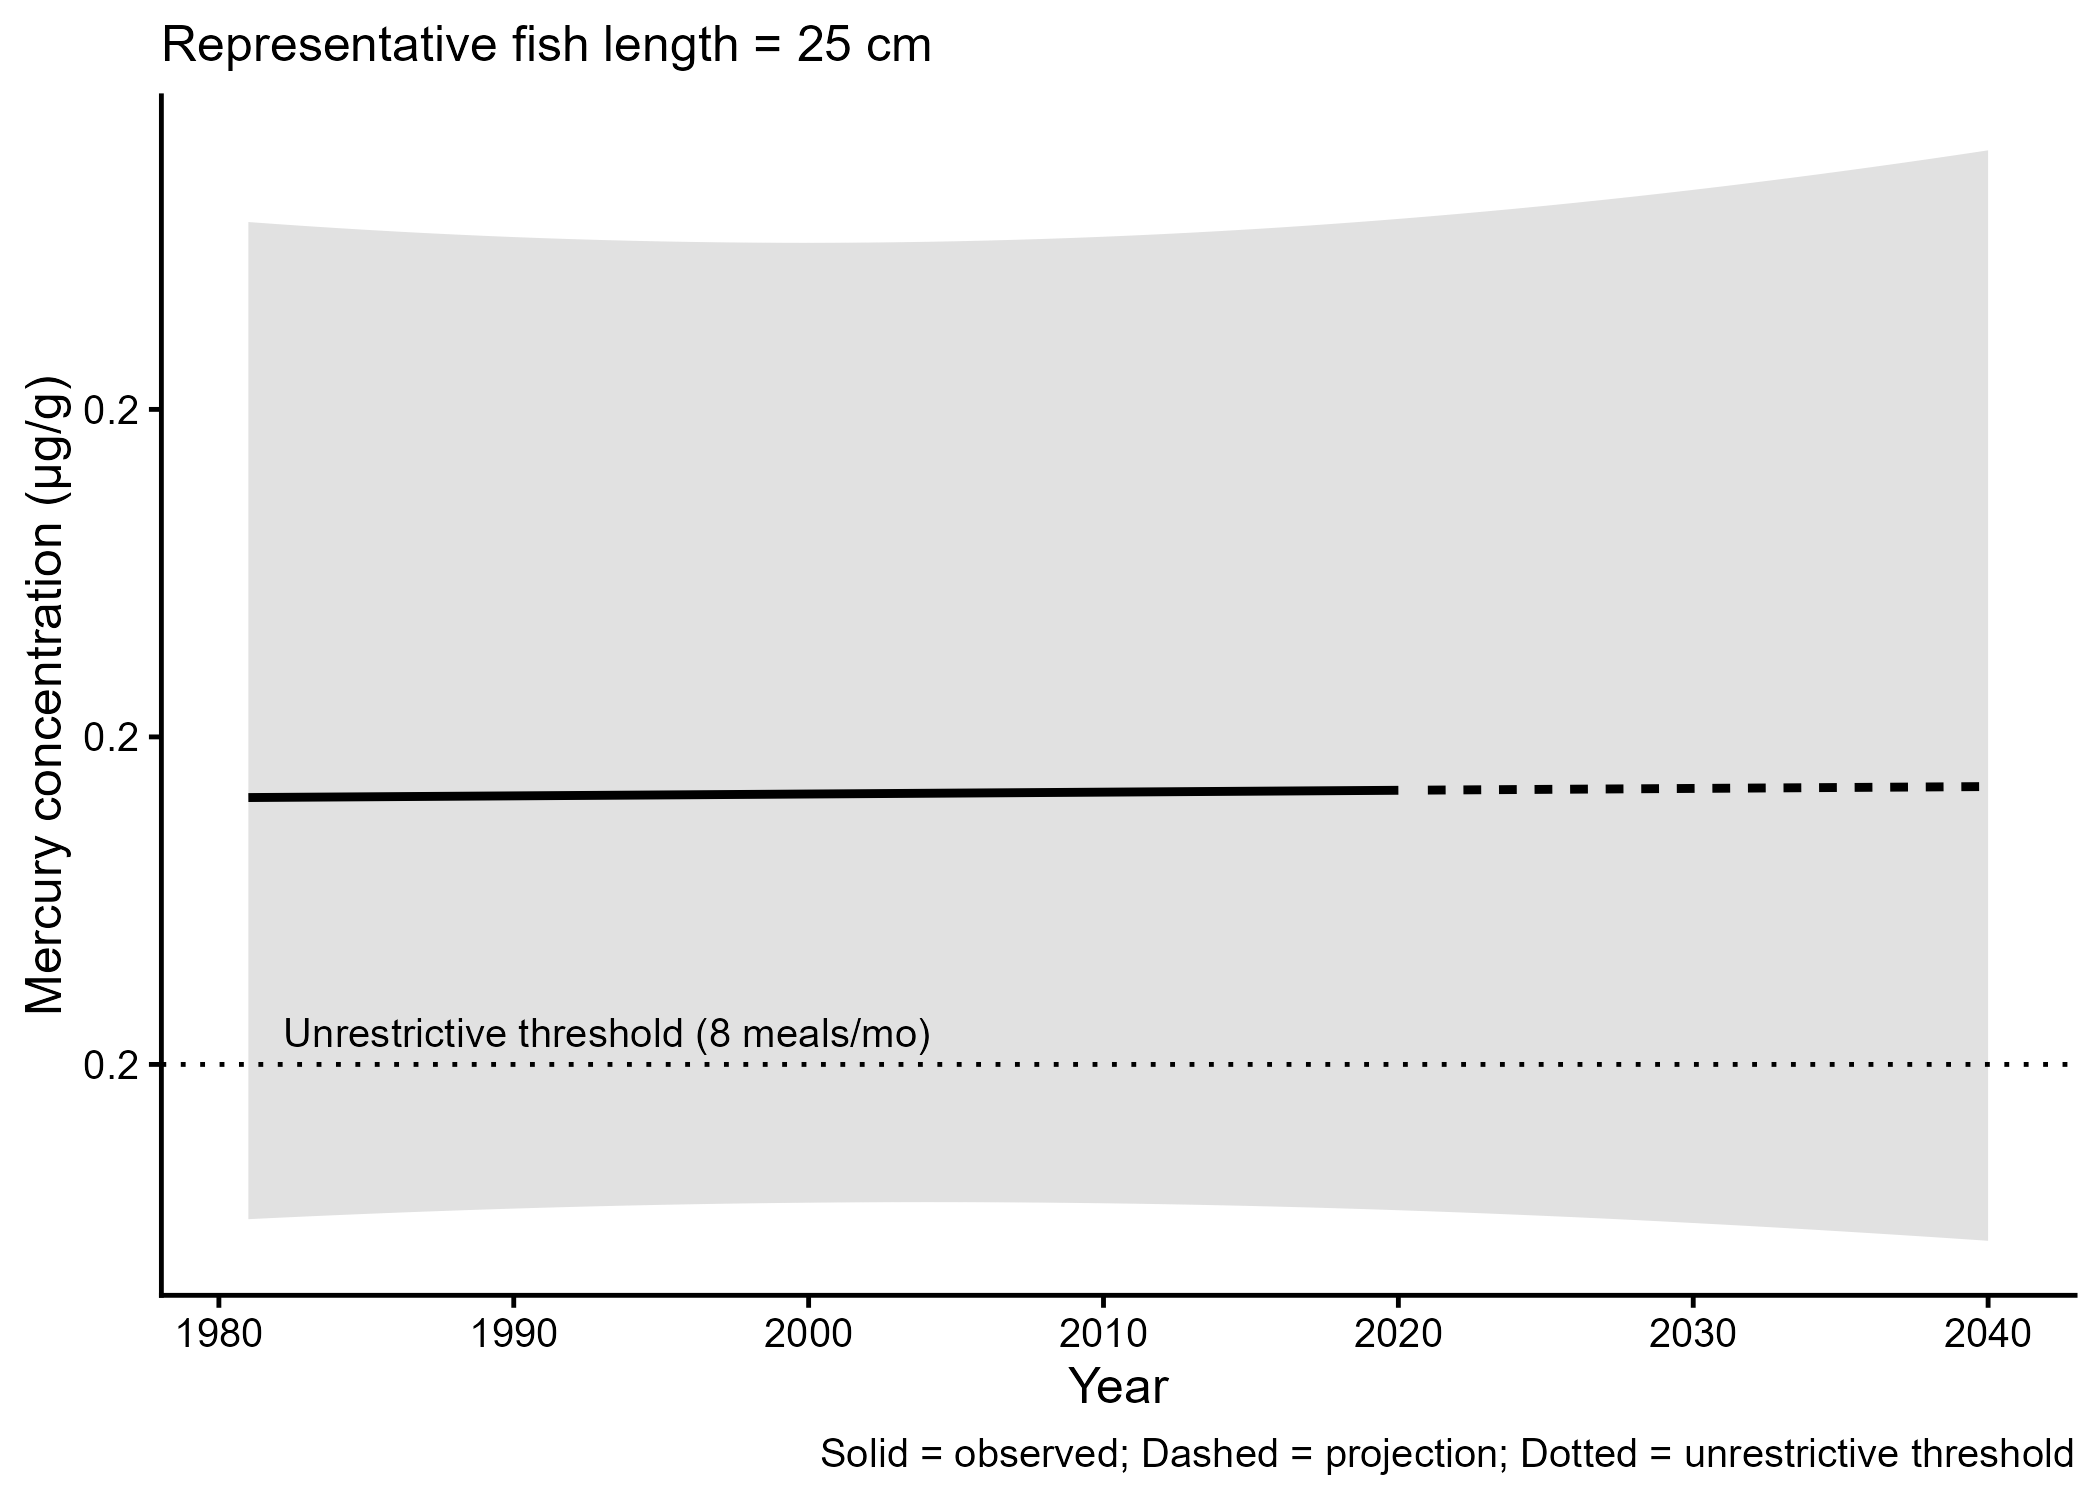 Representative fish length = 25 cm
Mercury concentration (µg/g)
0.2
0.2
0.2
Unrestrictive threshold (8 meals/mo)
1980 1990 2000 2010 2020 2030 2040
Year
Solid = observed; Dashed = projection; Dotted = unrestrictive threshold